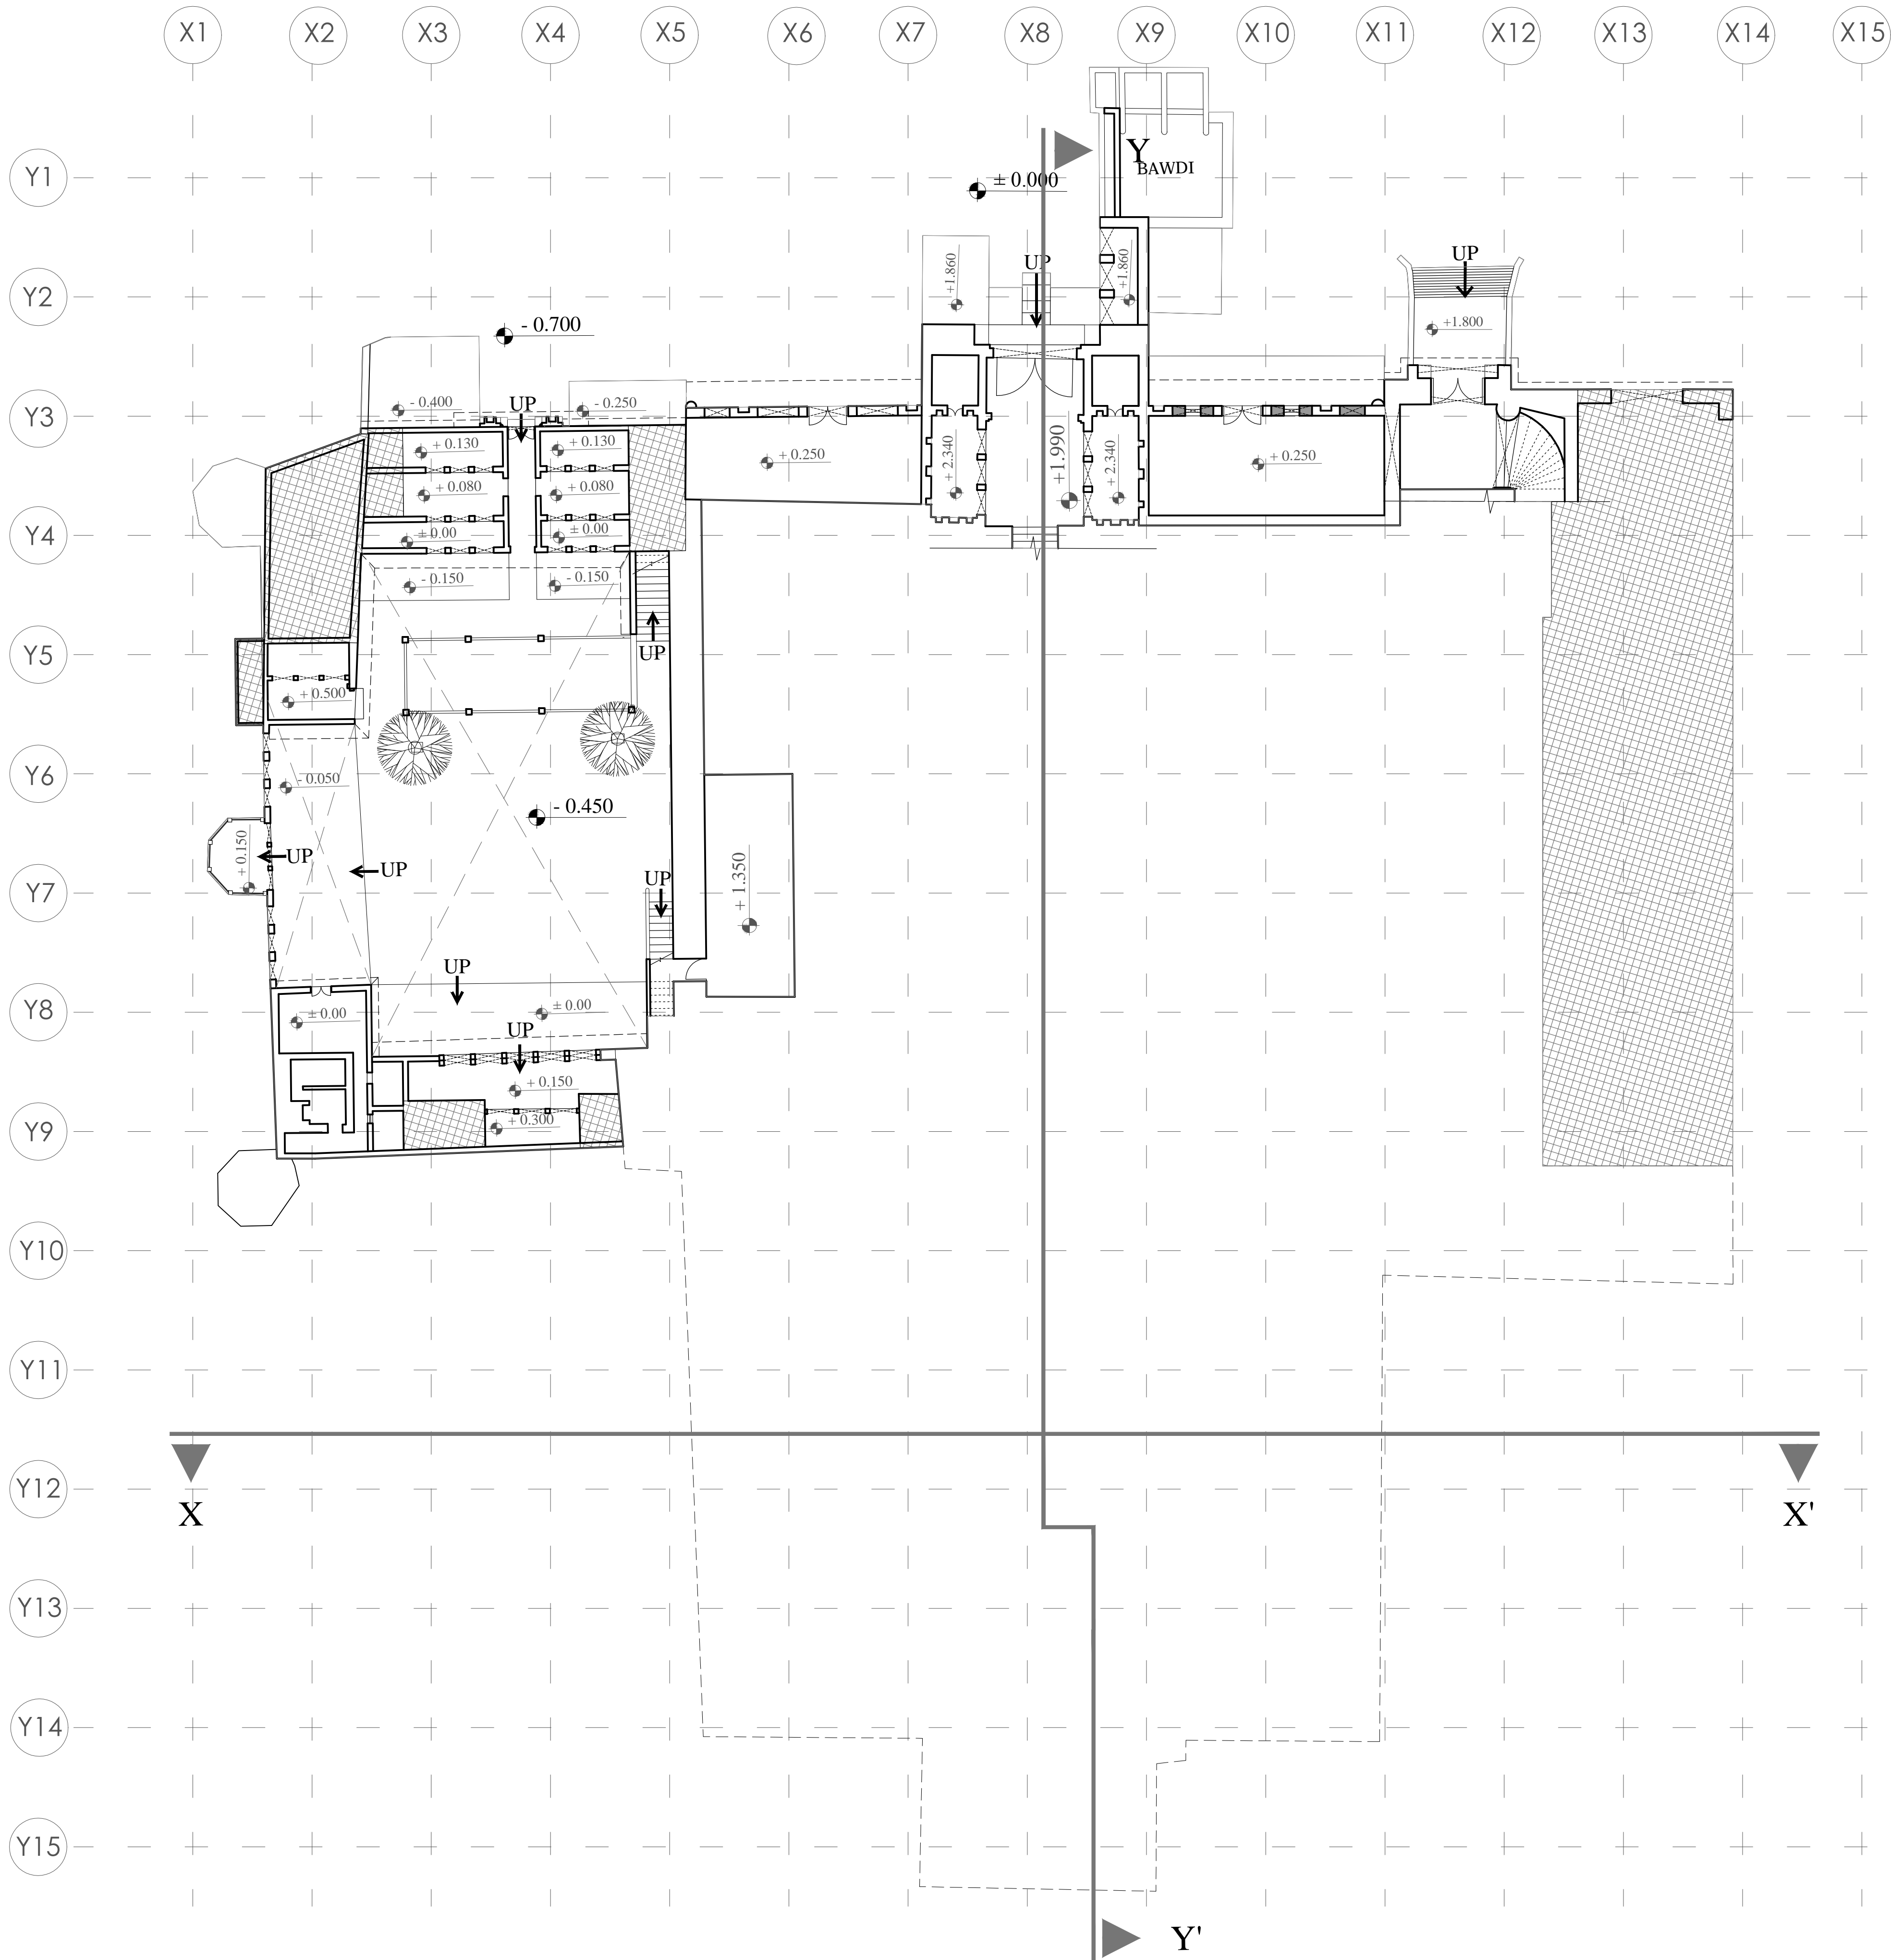 X1 X2 X3 X4 X5 X6 X7 X8 X9 X10 X11 X12 X13 X14 X15
Y
BAWDI
Y1
± 0.000
UP
+1.860
+1.860
UP
Y2
- 0.700
+1.800
- 0.400
UP
- 0.250
Y3
+ 0.130
+ 0.130
+ 0.250
+ 2.340
+1.990
+ 2.340
+ 0.250
+ 0.080
+ 0.080
Y4
± 0.00
± 0.00
- 0.150
- 0.150
UP
Y5
+ 0.500
Y6
- 0.050
- 0.450
+ 0.150
UP
UP
UP
+ 1.350
Y7
UP
Y8
± 0.00
± 0.00
UP
+ 0.150
+ 0.300
Y9
Y10
Y11
Y12
X
X'
Y13
Y14
Y15
Y'